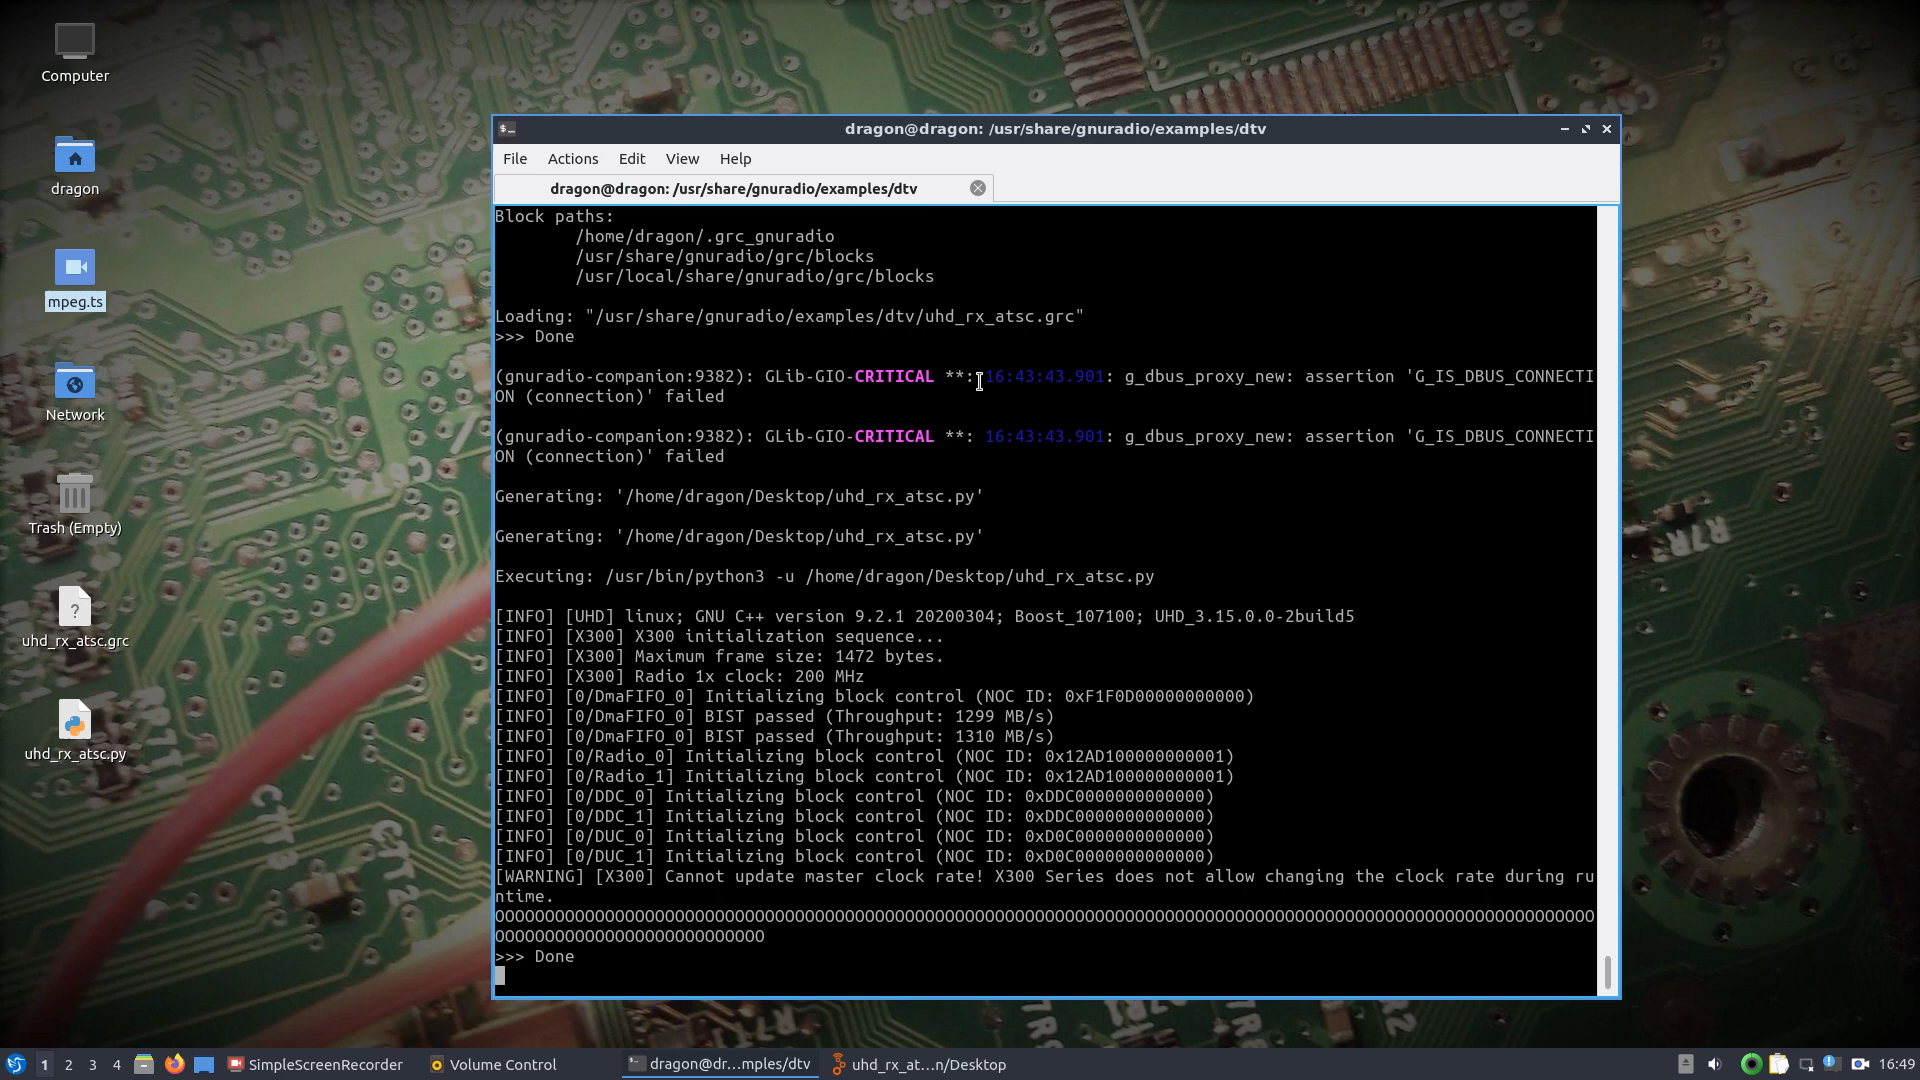 Computer
dragon
mpeg.ts
Network
Trash (Empty)
uhd_rx_atsc.grc
uhd_rx_atsc.py
dragon@dragon: /usr/share/gnuradio/examples/dtv
File Actions Edit View Help
dragon@dragon: /usr/share/gnuradio/examples/dtv
Block paths:
/home/dragon/.grc_gnuradio
/usr/share/gnuradio/grc/blocks
/usr/local/share/gnuradio/grc/blocks
Loading: "/usr/share/gnuradio/examples/dtv/uhd_rx_atsc.grc"
>>> Done
(gnuradio-companion:9382): GLib-GIO-CRITICAL **: 16:43:43.901: g_dbus_proxy_new: assertion 'G_IS_DBUS_CONNECTI
ON (connection)' failed
(gnuradio-companion:9382): GLib-GIO-CRITICAL **: 16:43:43.901: g_dbus_proxy_new: assertion 'G_IS_DBUS_CONNECTI
ON (connection)' failed
Generating: '/home/dragon/Desktop/uhd_rx_atsc.py'
Generating: '/home/dragon/Desktop/uhd_rx_atsc.py'
Executing: /usr/bin/python3 -u /home/dragon/Desktop/uhd_rx_atsc.py
[INFO] [UHD] linux; GNU C++ version 9.2.1 20200304; Boost_107100; UHD_3.15.0.0-2build5
[INFO] [X300] X300 initialization sequence...
[INFO] [X300] Maximum frame size: 1472 bytes.
[INFO] [X300] Radio 1x clock: 200 MHz
[INFO] [0/DmaFIFO_0] Initializing block control (NOC ID: 0xF1F0D00000000000)
[INFO] [0/DmaFIFO_0] BIST passed (Throughput: 1299 MB/s)
[INFO] [0/DmaFIFO_0] BIST passed (Throughput: 1310 MB/s)
[INFO] [0/Radio_0] Initializing block control (NOC ID: 0x12AD100000000001)
[INFO] [0/Radio_1] Initializing block control (NOC ID: 0x12AD100000000001)
[INFO] [0/DDC_0] Initializing block control (NOC ID: 0xDDC0000000000000)
[INFO] [0/DDC_1] Initializing block control (NOC ID: 0xDDC0000000000000)
[INFO] [0/DUC_0] Initializing block control (NOC ID: 0xD0C0000000000000)
[INFO] [0/DUC_1] Initializing block control (NOC ID: 0xD0C0000000000000)
[WARNING] [X300] Cannot update master clock rate! X300 Series does not allow changing the clock rate during ru
ntime.
OOOOOOOOOOOOOOOOOOOOOOOOOOOOOOOOOOOOOOOOOOOOOOOOOOOOOOOOOOOOOOOOOOOOOOOOOOOOOOOOOOOOOOOOOOOOOOOOOOOOOOOOOOOOOO
OOOOOOOOOOOOOOOOOOOOOOOOOOO
>>> Done
1 2 3 4 SimpleScreenRecorder Volume Control dragon@dr...mples/dtv uhd_rx_at...n/Desktop 16:49